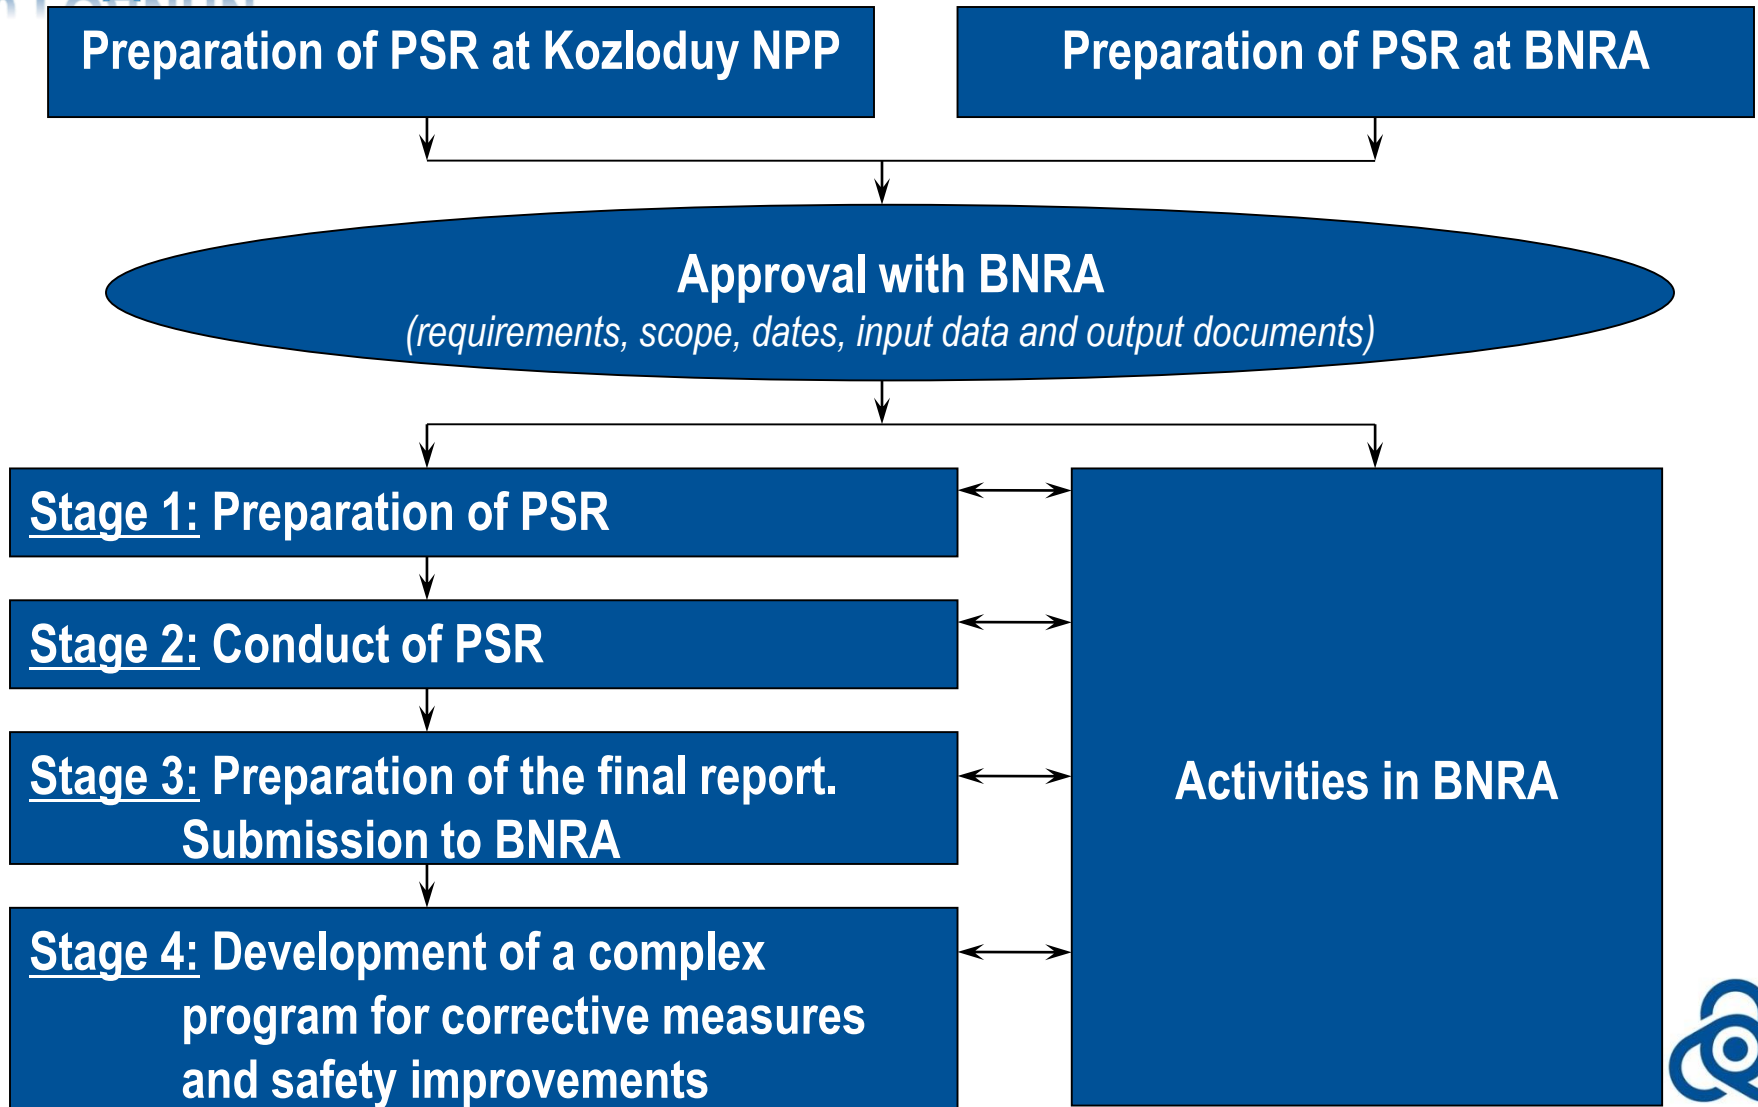 Preparation of PSR at Kozloduy NPP
Preparation of PSR at BNRA
Approval with BNRA
(requirements, scope, dates, input data and output documents)
Stage 1: Preparation of PSR
Stage 2: Conduct of PSR
Stage 3: Preparation of the final report.
Submission to BNRA
Activities in BNRA
Stage 4: Development of a complex
program for corrective measures
and safety improvements